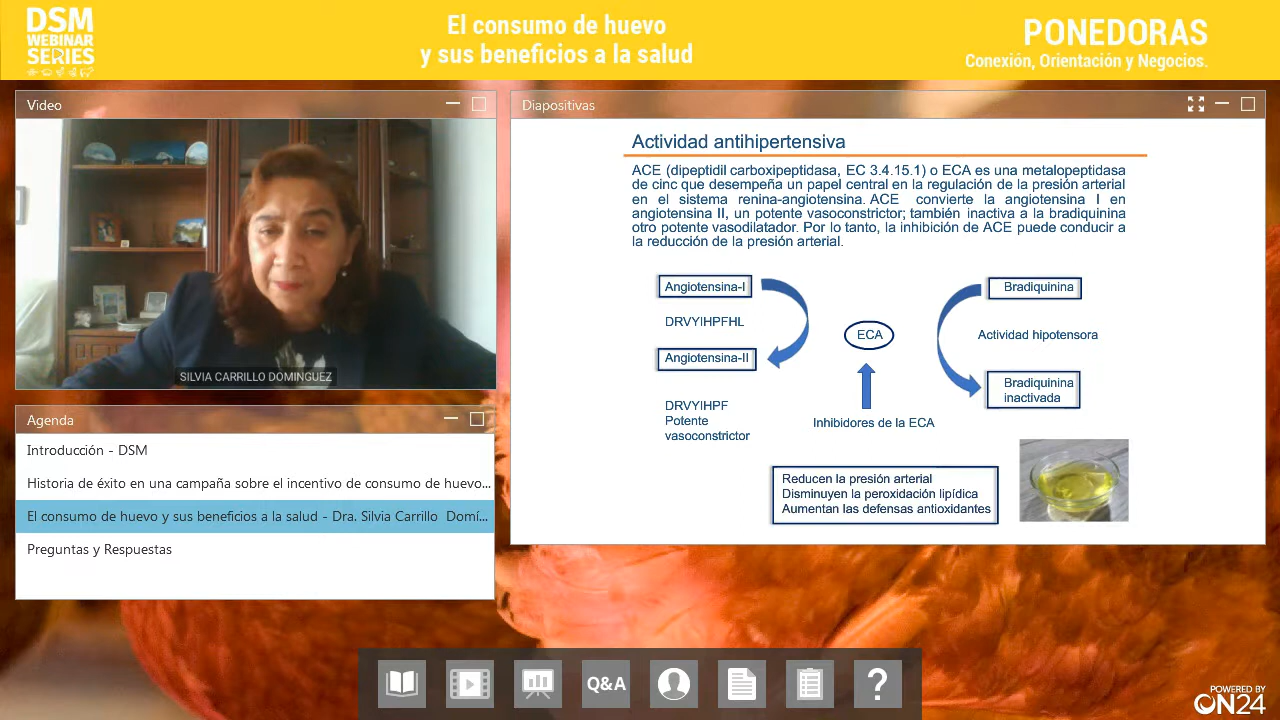 DSM
WEBINAR
SERIES
El consumo de huevo
y sus beneficios a la salud
PONEDORAS
Conexión, Orientación y Negocios.
Video
SILVIA CARRILLO DOMINGUEZ
Agenda
Introducción - DSM
Historia de éxito en una campaña sobre el incentivo de consumo de huevo...
El consumo de huevo y sus beneficios a la salud - Dra. Silvia Carrillo Domí...
Preguntas y Respuestas
Diapositivas
Actividad antihipertensiva
ACE (dipeptidil carboxipeptidasa, EC 3.4.15.1) o ECA es una metalopeptidasa
de cinc que desempeña un papel central en la regulación de la presión arterial
en el sistema renina-angiotensina. ACE convierte la angiotensina I en
angiotensina II, un potente vasoconstrictor; también inactiva a la bradiquinina
otro potente vasodilatador. Por lo tanto, la inhibición de ACE puede conducir a
la reducción de la presión arterial.
Angiotensina-I
DRVYIHPFHL
Angiotensina-II
DRVYIHPF
Potente
vasoconstrictor
ECA
Inhibidores de la ECA
Bradiquinina
Actividad hipotensora
Bradiquinina
inactivada
Reducen la presión arterial
Disminuyen la peroxidación lipídica
Aumentan las defensas antioxidantes
Q&A
?
POWERED BY
ON24